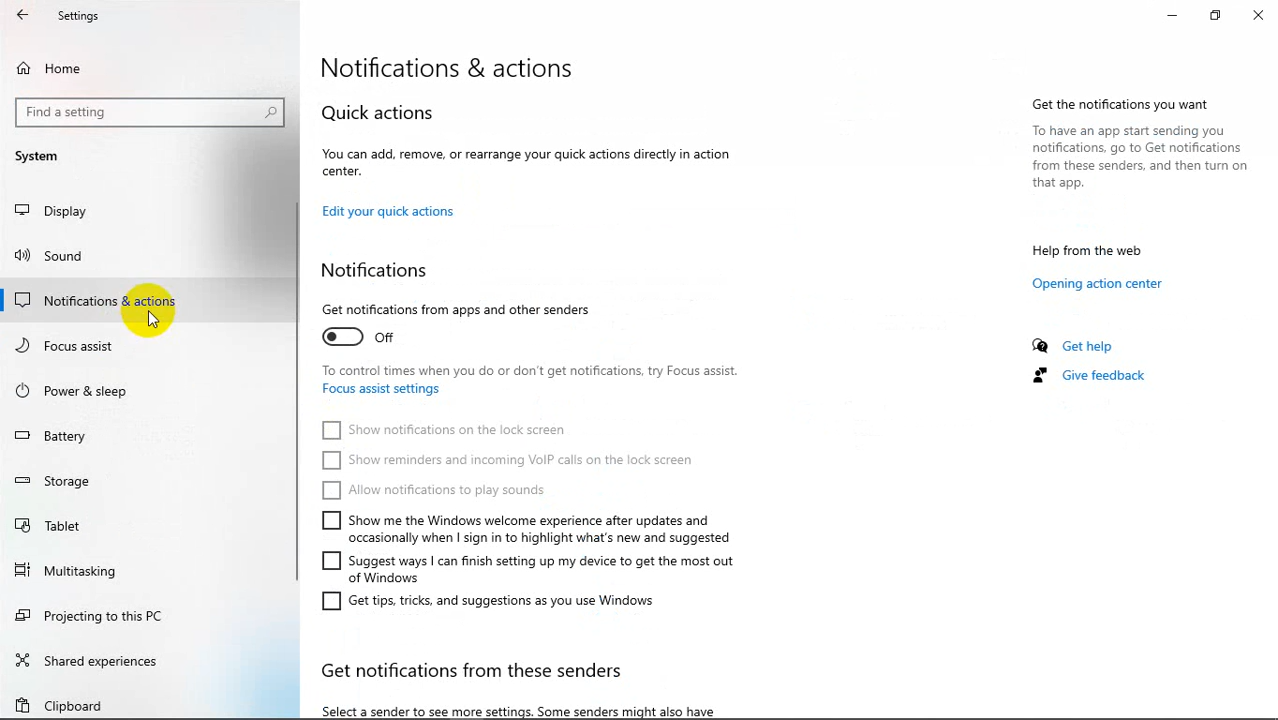 Settings
Home
Find a setting
System
Display
Sound
Notifications & actions
Focus assist
Power & sleep
Battery
Storage
Tablet
Multitasking
Projecting to this PC
Shared experiences
Clipboard
Notifications & actions
Quick actions
You can add, remove, or rearrange your quick actions directly in action
center.
Edit your quick actions
Notifications
Get notification from apps and other senders
Off
To control times when you do or don't get notifications, try Focus assist.
Focus assist settings
Show notifications on the lock screen
Show reminders and incoming VoIP calls on the lock screen
Allow notifications to play sounds
Show me the Windows welcome experience after updates and
occasionally when I sign in to highlight what's new and suggested
Suggest ways I can finish setting up my device to get the most out
of Windows
Get tips, tricks, and suggestions as you use Windows
Get notifications from these senders
Select a sender to see more settings. Some senders might also have
Get the notifications you want
To have an app start sending you
notifications, go to Get notifications
from these senders, and then turn on
that app.
Help from the web
Opening action center
Get help
Give feedback